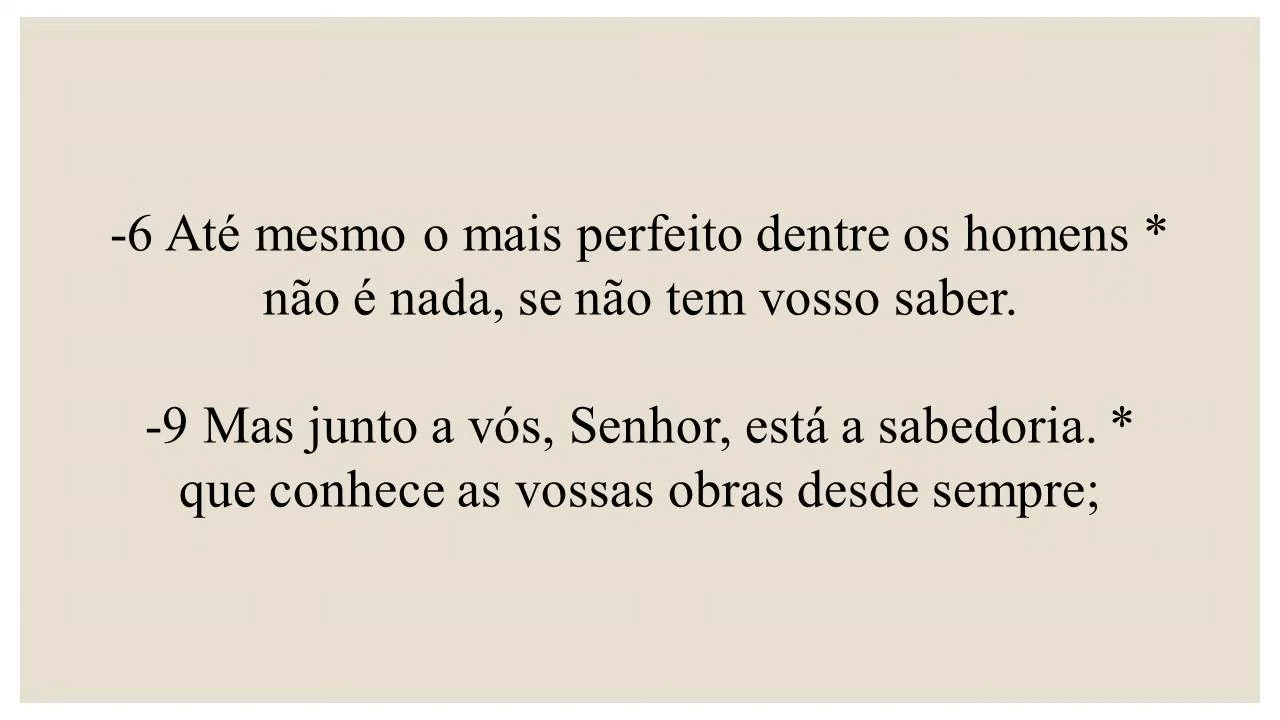 -6 Até mesmo o mais perfeito dentre os homens *
não é nada, se não tem vosso saber.
-9 Mas junto a vós, Senhor, está a sabedoria. *
que conhece as vossas obras desde sempre;